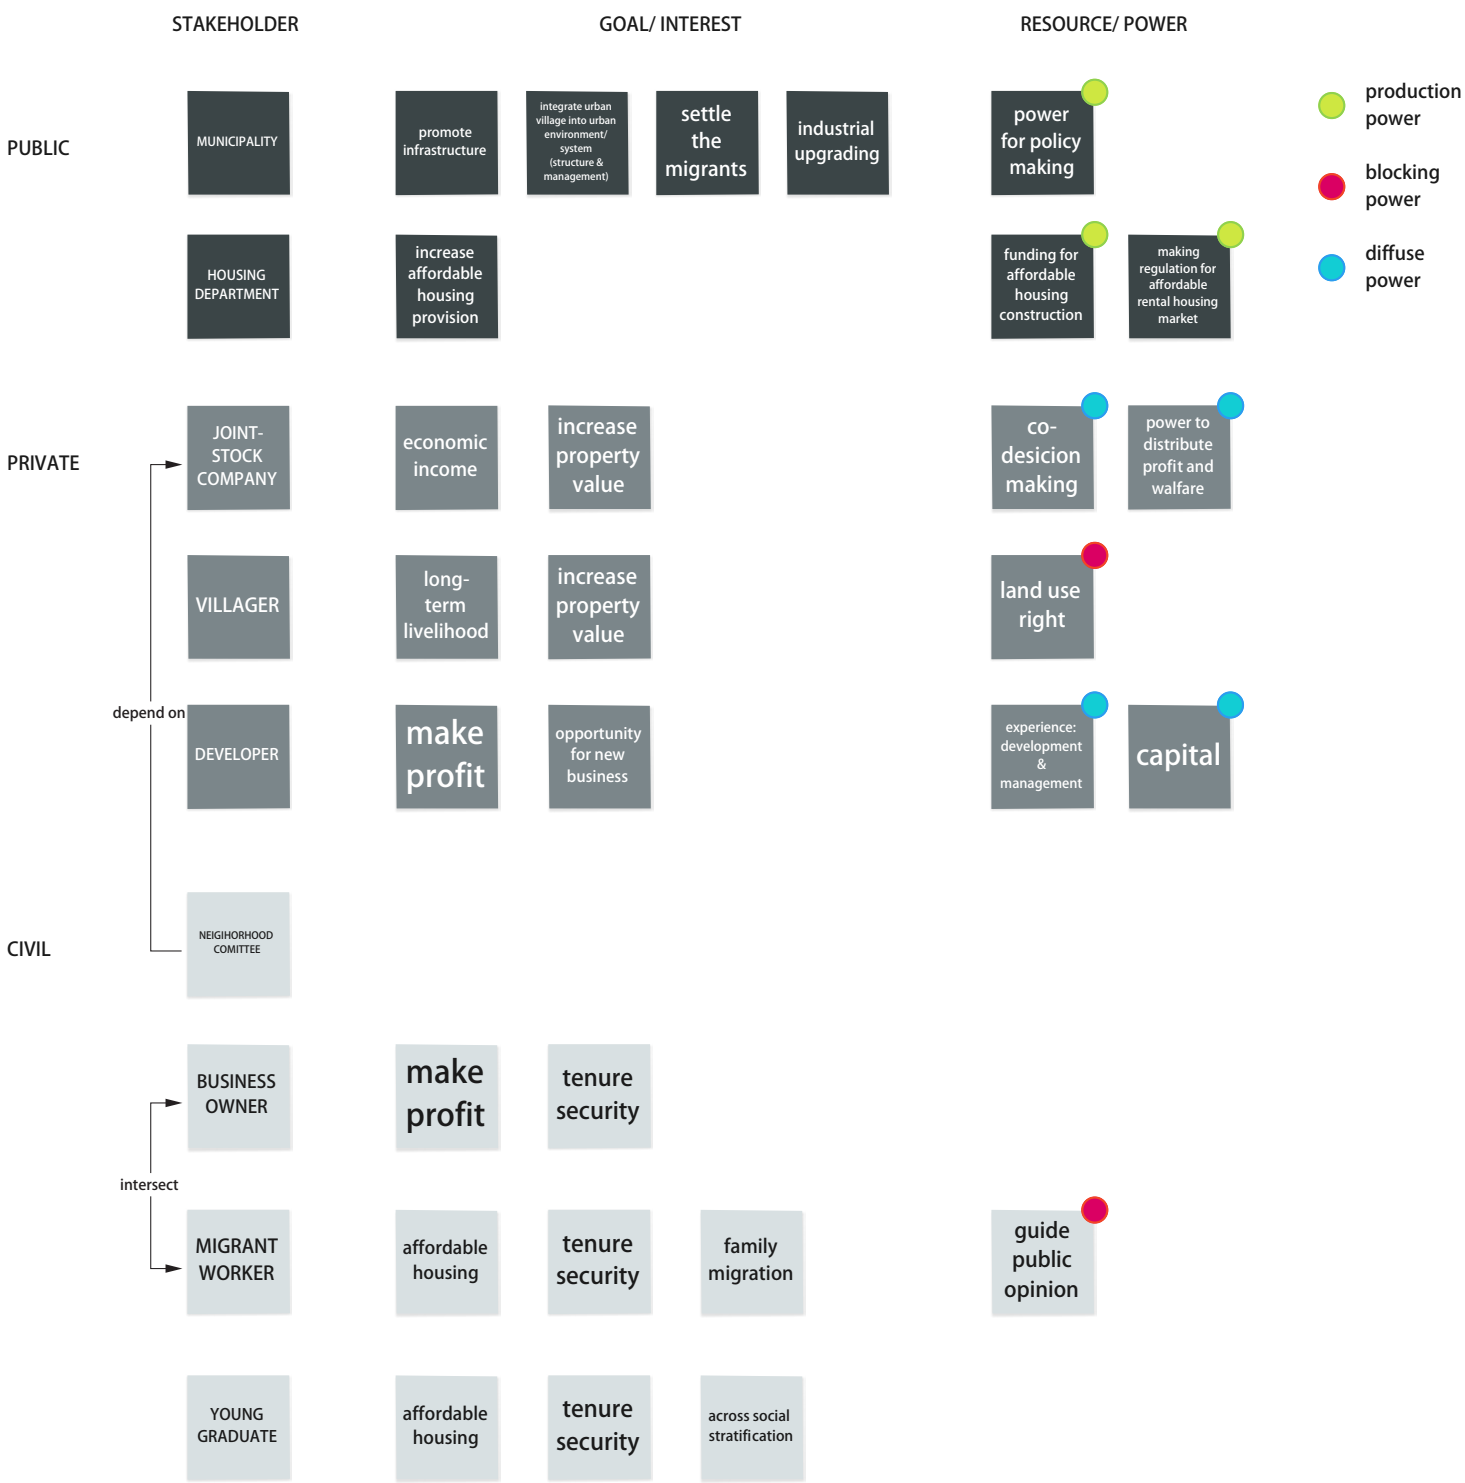 STAKEHOLDER
GOAL/ INTEREST
RESOURCE/ POWER
PUBLIC
MUNICIPALITY
promote
infrastructure
integrate urban
village into urban
environment/
system
(structure &
management)
settle
the
migrants
industrial
upgrading
power
for policy
making
production
power
blocking
power
diffuse
power
HOUSING
DEPARTMENT
increase
affordable
housing
provision
funding for
affordable
housing
construction
making
regulation for
affordable
rental housing
market
PRIVATE
JOINT-
STOCK
COMPANY
economic
income
increase
property
value
co-
desicion
making
power to
distribute
profit and
walfare
VILLAGER
long-
term
livelihood
increase
property
value
land use
right
depend on
DEVELOPER
make
profit
opportunity
for new
business
experience:
development
&
management
capital
CIVIL
NEIGIHORHOOD
COMITTEE
BUSINESS
OWNER
make
profit
tenure
security
intersect
MIGRANT
WORKER
affordable
housing
tenure
security
family
migration
guide
public
opinion
YOUNG
GRADUATE
affordable
housing
tenure
security
across social
stratification